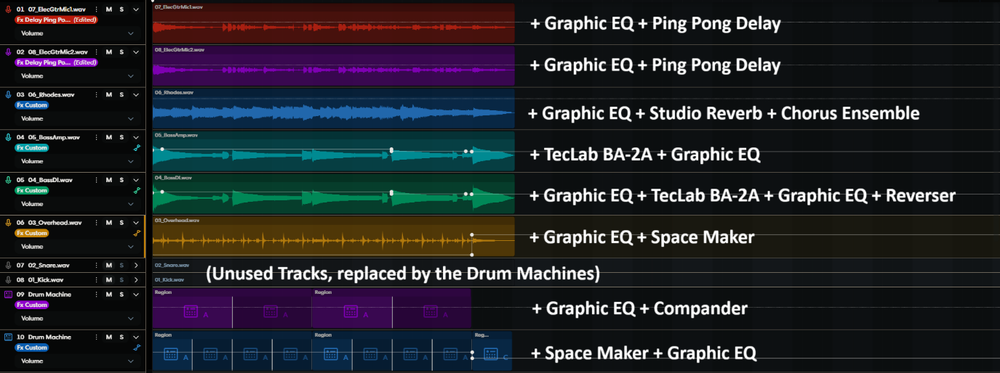 01 07_ElecGtrMic1.wav M S
Fx Delay Ping Po... (Edited)
Volume
07_ElecGtrMic1.wav
+ Graphic EQ + Ping Pong Delay
02 08_ElecGtrMic2.wav M S
Fx Delay Ping Po... (Edited)
Volume
08_ElecGtrMic2.wav
+ Graphic EQ + Ping Pong Delay
03 06_Rhodes.wav M S
Fx Custom
Volume
06_Rhodes.wav
+ Graphic EQ + Studio Reverb + Chorus Ensemble
04 05_BassAmp.wav M S
Fx Custom
Volume
05_BassAmp.wav
+ TecLab BA-2A + Graphic EQ
05 04_BassDI.wav M S
Fx Custom
Volume
04_BassDI.wav
+ Graphic EQ + TecLab BA-2A + Graphic EQ + Reverser
06 03_Overhead.wav M S
Fx Custom
Volume
03_Overhead.wav
+ Graphic EQ + Space Maker
07 02_Snare.wav M S
02_Snare.wav
08 01_Kick.wav M S
01_Kick.wav
(Unused Tracks, replaced by the Drum Machines)
09 Drum Machine M S
Fx Custom
Volume
Region Region
A A A A
+ Graphic EQ + Compander
10 Drum Machine M S
Fx Custom
Volume
Region Region Reg...
A A A A A A A A C
+ Space Maker + Graphic EQ